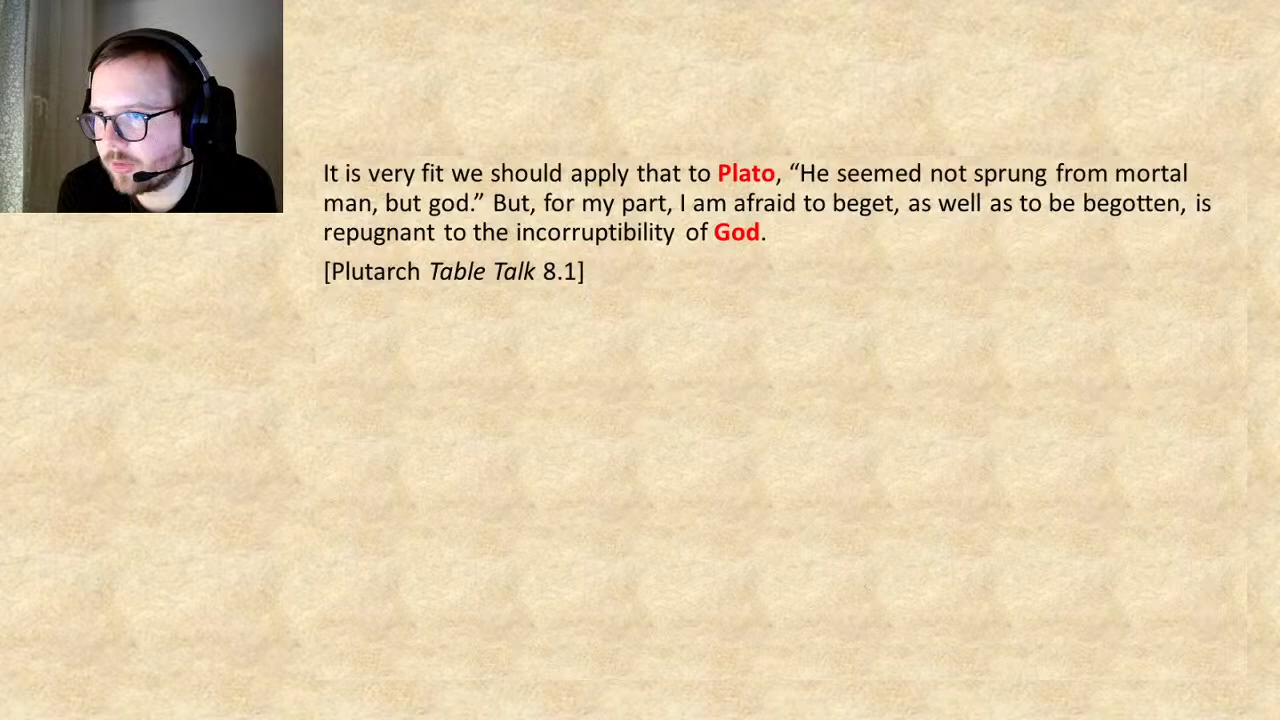 It is very fit we should apply that to Plato, “He seemed not sprung from mortal
man, but god.” But, for my part, I am afraid to beget, as well as to be begotten, is
repugnant to the incorruptibility of God.
[Plutarch Table Talk 8.1]